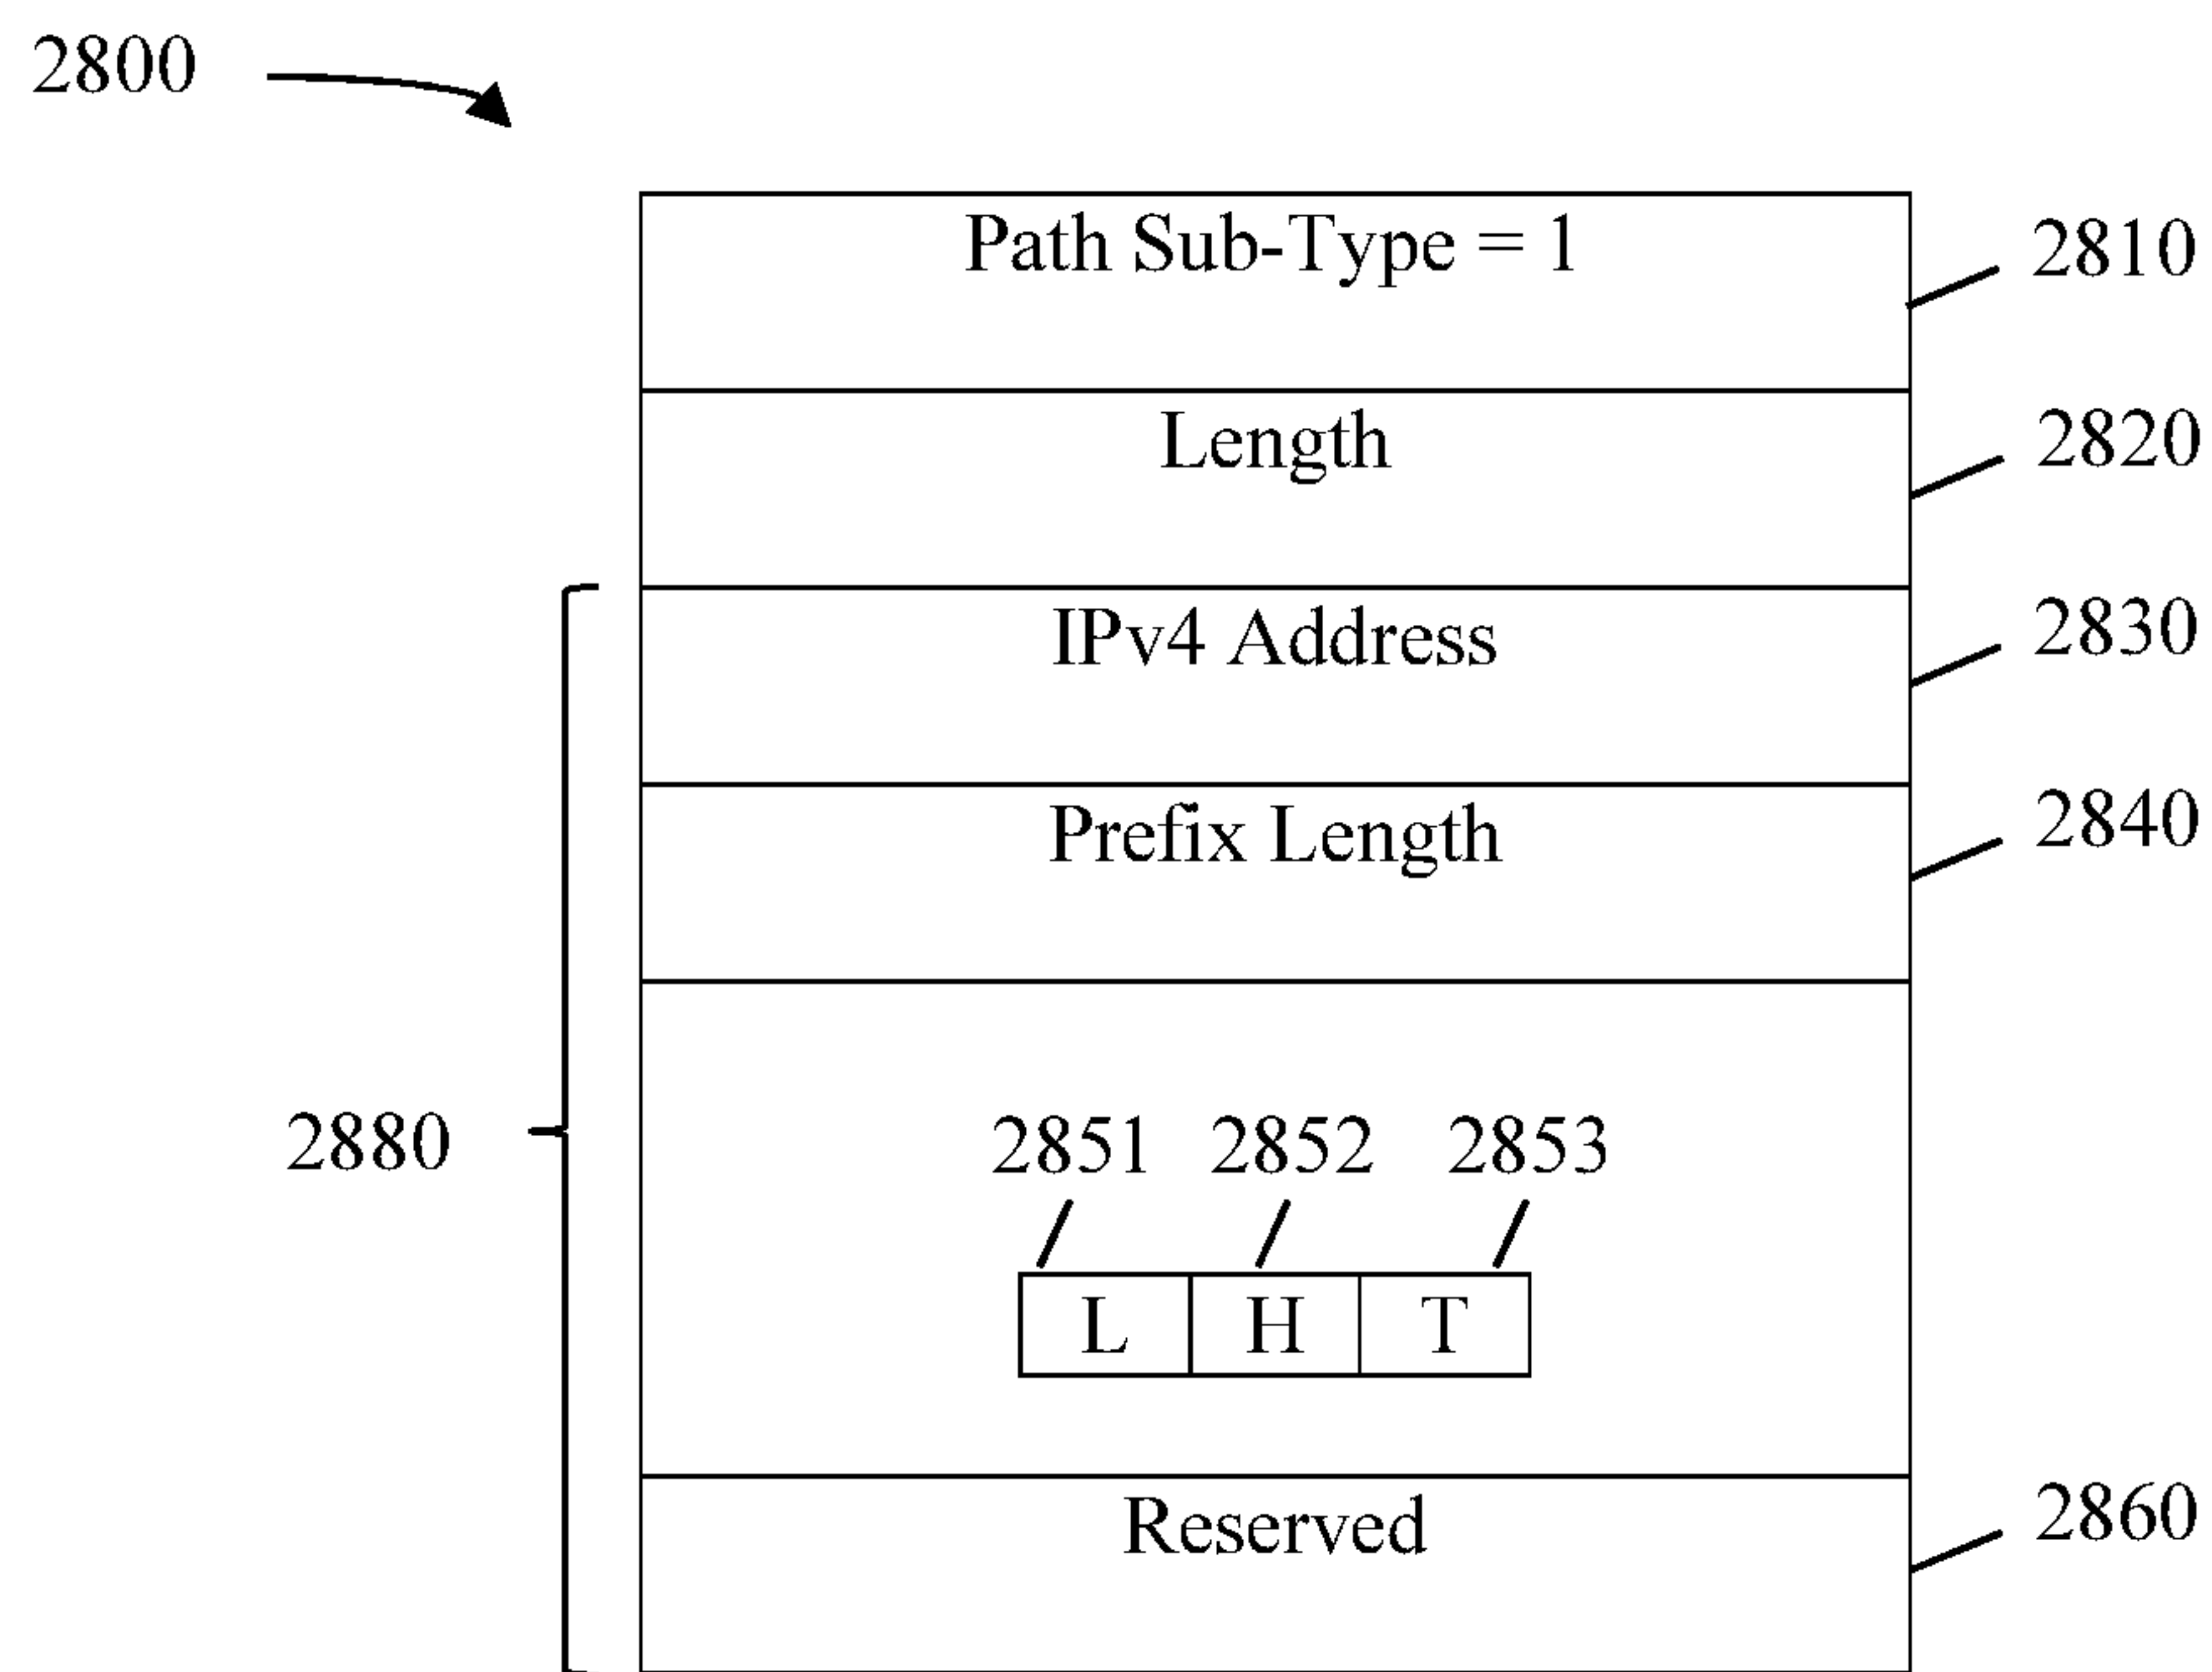 2800
Path Sub-Type = 1
2810
Length
2820
IPv4 Address
2830
Prefix Length
2840
2880
2851 2852 2853
L H T
Reserved
2860